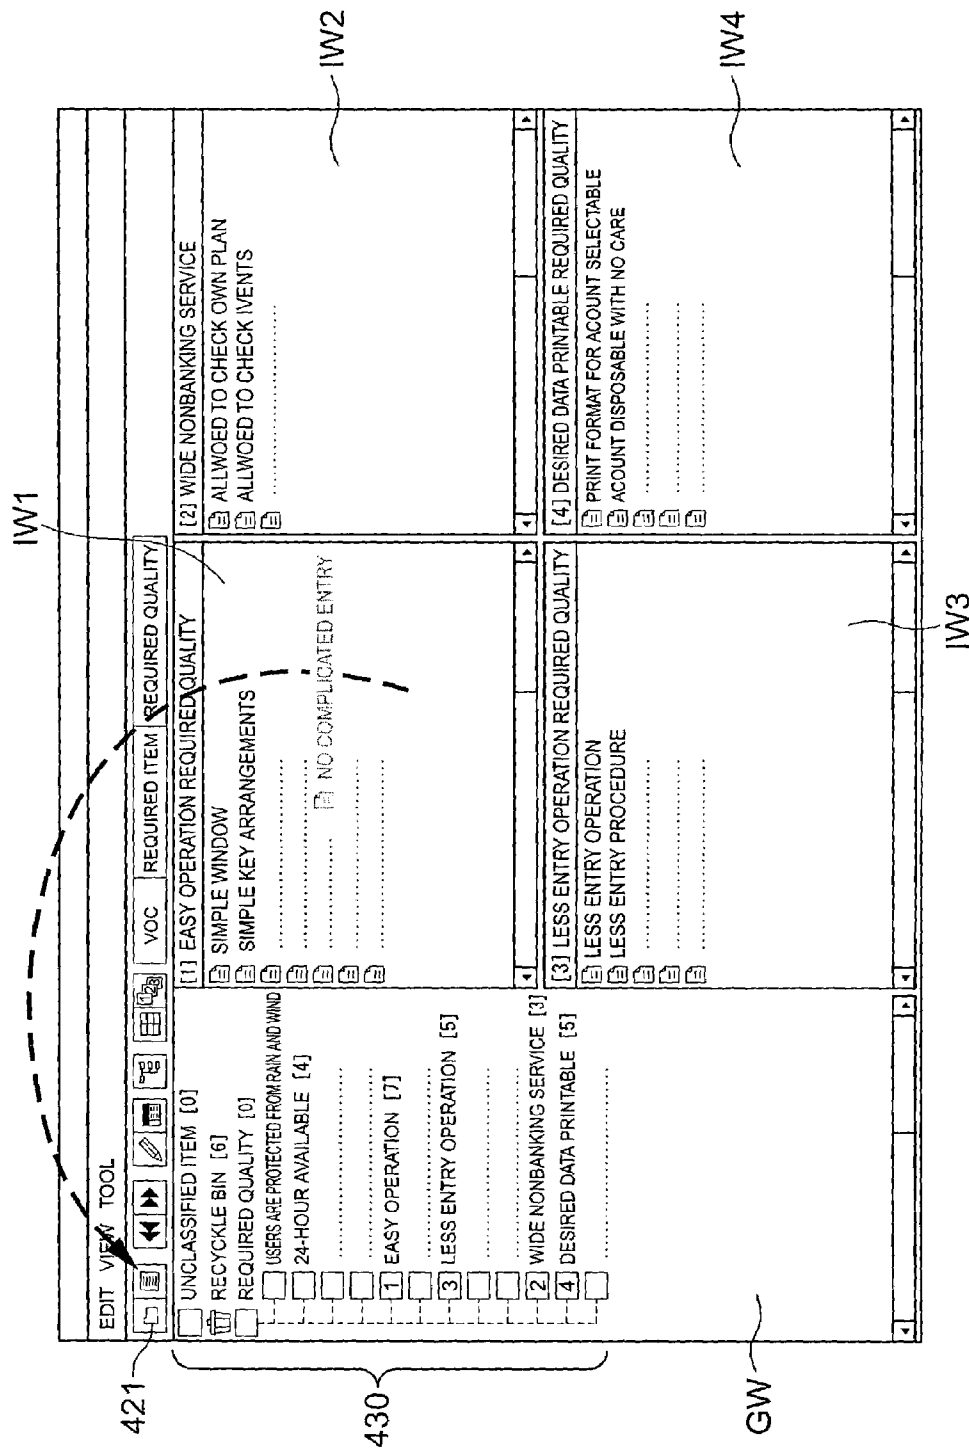 EDIT VIEW TOOL
421
VOC
REQUIRED ITEM
REQUIRED QUALITY
430
UNCLASSIFIED ITEM [0]
RECYCKLE BIN [6]
REQUIRED QUALITY [0]
USERS ARE PROTECTED FROM RAIN AND WIND
24-HOUR AVAILABLE [4]
1 EASY OPERATION [7]
3 LESS ENTRY OPERATION [5]
2 WIDE NONBANKING SERVICE [3]
4 DESIRED DATA PRINTABLE [5]
GW
[1] EASY OPERATION REQUIRED QUALITY
SIMPLE WINDOW
SIMPLE KEY ARRANGEMENTS
NO COMPLICATED ENTRY
IW1
[2] WIDE NONBANKING SERVICE
ALLWOED TO CHECK OWN PLAN
ALLWOED TO CHECK IVENTS
IW2
[3] LESS ENTRY OPERATION REQUIRED QUALITY
LESS ENTRY OPERATION
LESS ENTRY PROCEDURE
IW3
[4] DESIRED DATA PRINTABLE REQUIRED QUALITY
PRINT FORMAT FOR ACOUNT SELECTABLE
ACOUNT DISPOSABLE WITH NO CARE
IW4